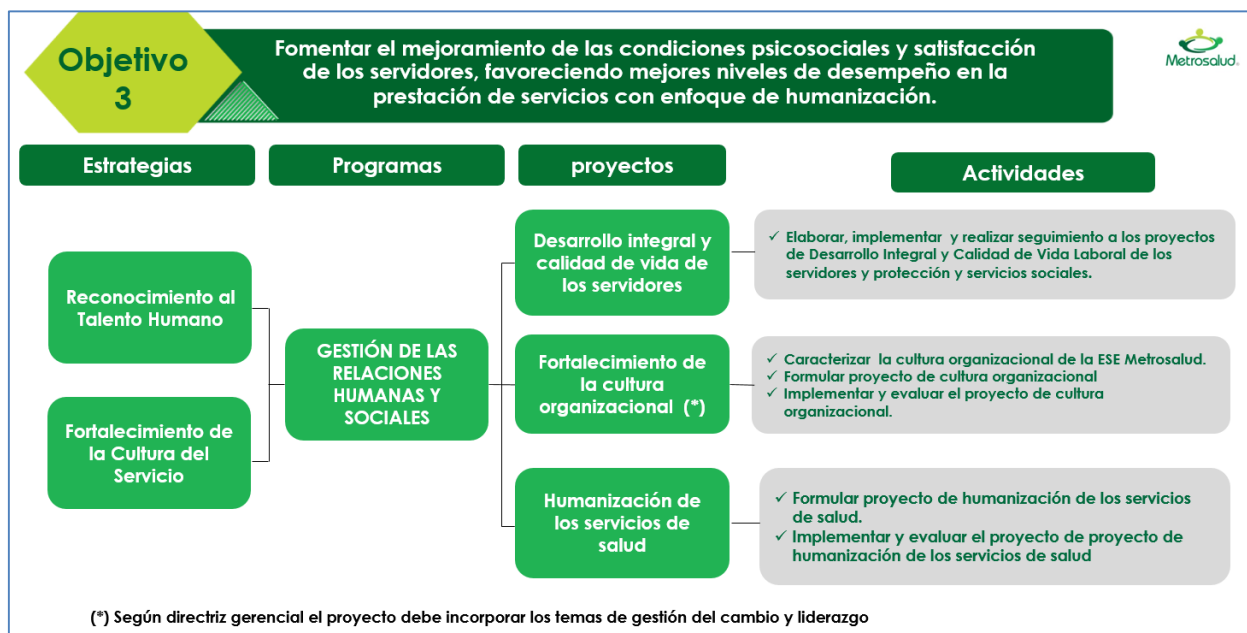 Objetivo
3
Fomentar el mejoramiento de las condiciones psicosociales y satisfacción
de los servidores, favoreciendo mejores niveles de desempeño en la
prestación de servicios con enfoque de humanización.
Metrosalud
Estrategias
Programas
proyectos
Actividades
Reconocimiento al
Talento Humano
Fortalecimiento de
la Cultura del
Servicio
GESTIÓN DE LAS
RELACIONES
HUMANAS Y
SOCIALES
Desarrollo integral y
calidad de vida de
los servidores
✓ Elaborar, implementar y realizar seguimiento a los proyectos
de Desarrollo Integral y Calidad de Vida Laboral de los
servidores y protección y servicios sociales.
Fortalecimiento de
la cultura
organizacional (*)
✓ Caracterizar la cultura organizacional de la ESE Metrosalud.
✓ Formular proyecto de cultura organizacional
✓ Implementar y evaluar el proyecto de cultura
organizacional.
Humanización de
los servicios de
salud
✓ Formular proyecto de humanización de los servicios
de salud.
✓ Implementar y evaluar el proyecto de proyecto de
humanización de los servicios de salud
(*) Según directriz gerencial el proyecto debe incorporar los temas de gestión del cambio y liderazgo